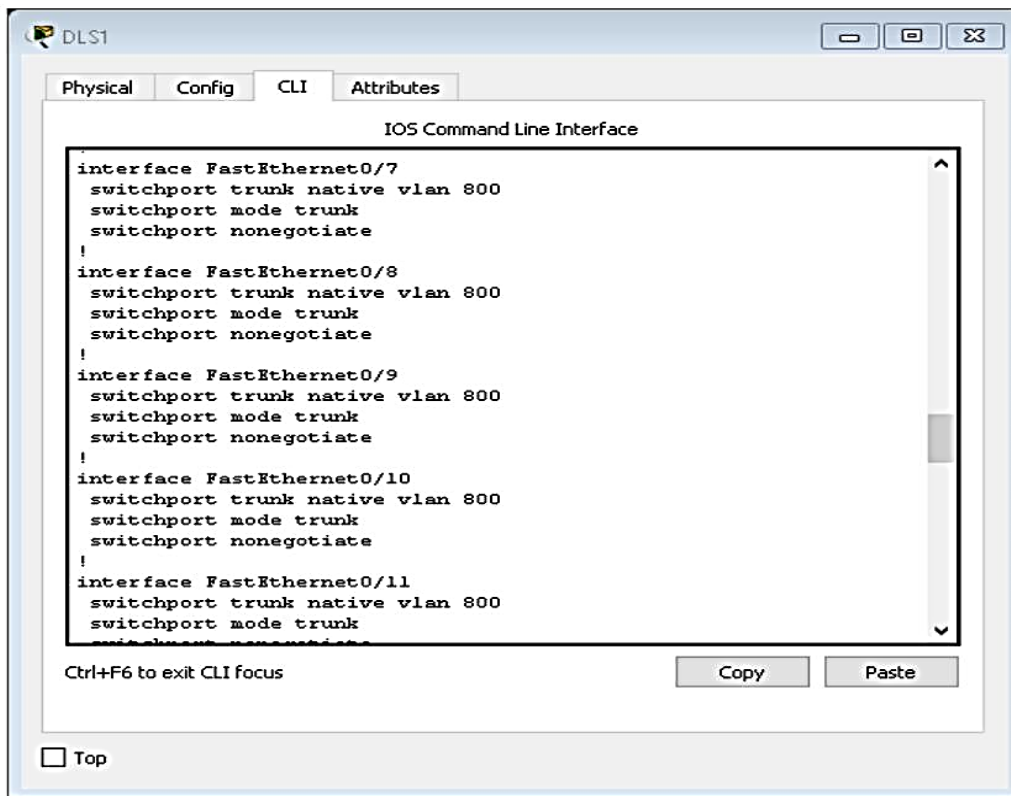 DLS1
Physical Config CLI Attributes
IOS Command Line Interface
!
interface FastEthernet0/7
 switchport trunk native vlan 800
 switchport mode trunk
 switchport nonegotiate
!
interface FastEthernet0/8
 switchport trunk native vlan 800
 switchport mode trunk
 switchport nonegotiate
!
interface FastEthernet0/9
 switchport trunk native vlan 800
 switchport mode trunk
 switchport nonegotiate
!
interface FastEthernet0/10
 switchport trunk native vlan 800
 switchport mode trunk
 switchport nonegotiate
!
interface FastEthernet0/11
 switchport trunk native vlan 800
 switchport mode trunk
Ctrl+F6 to exit CLI focus Copy Paste
Top